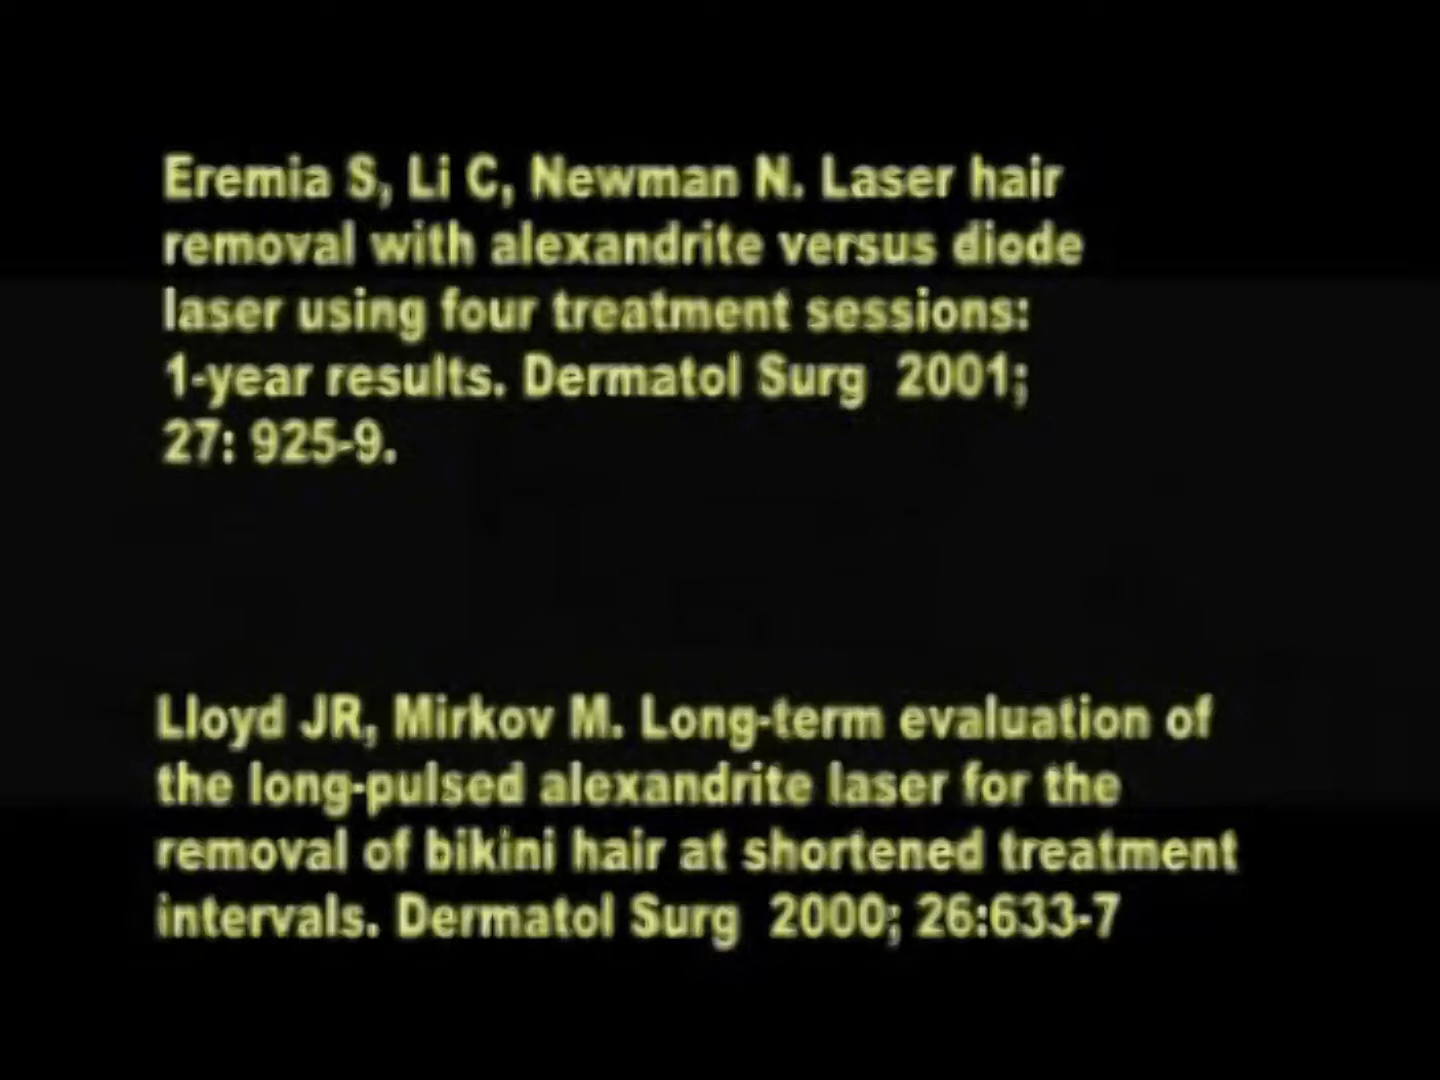 Eremia S, Li C, Newman N. Laser hair
removal with alexandrite versus diode
laser using four treatment sessions:
1-year results. Dermatol Surg  2001;
27: 925-9.
Lloyd JR, Mirkov M. Long-term evaluation of
the long-pulsed alexandrite laser for the
removal of bikini hair at shortened treatment
intervals. Dermatol Surg  2000; 26:633-7